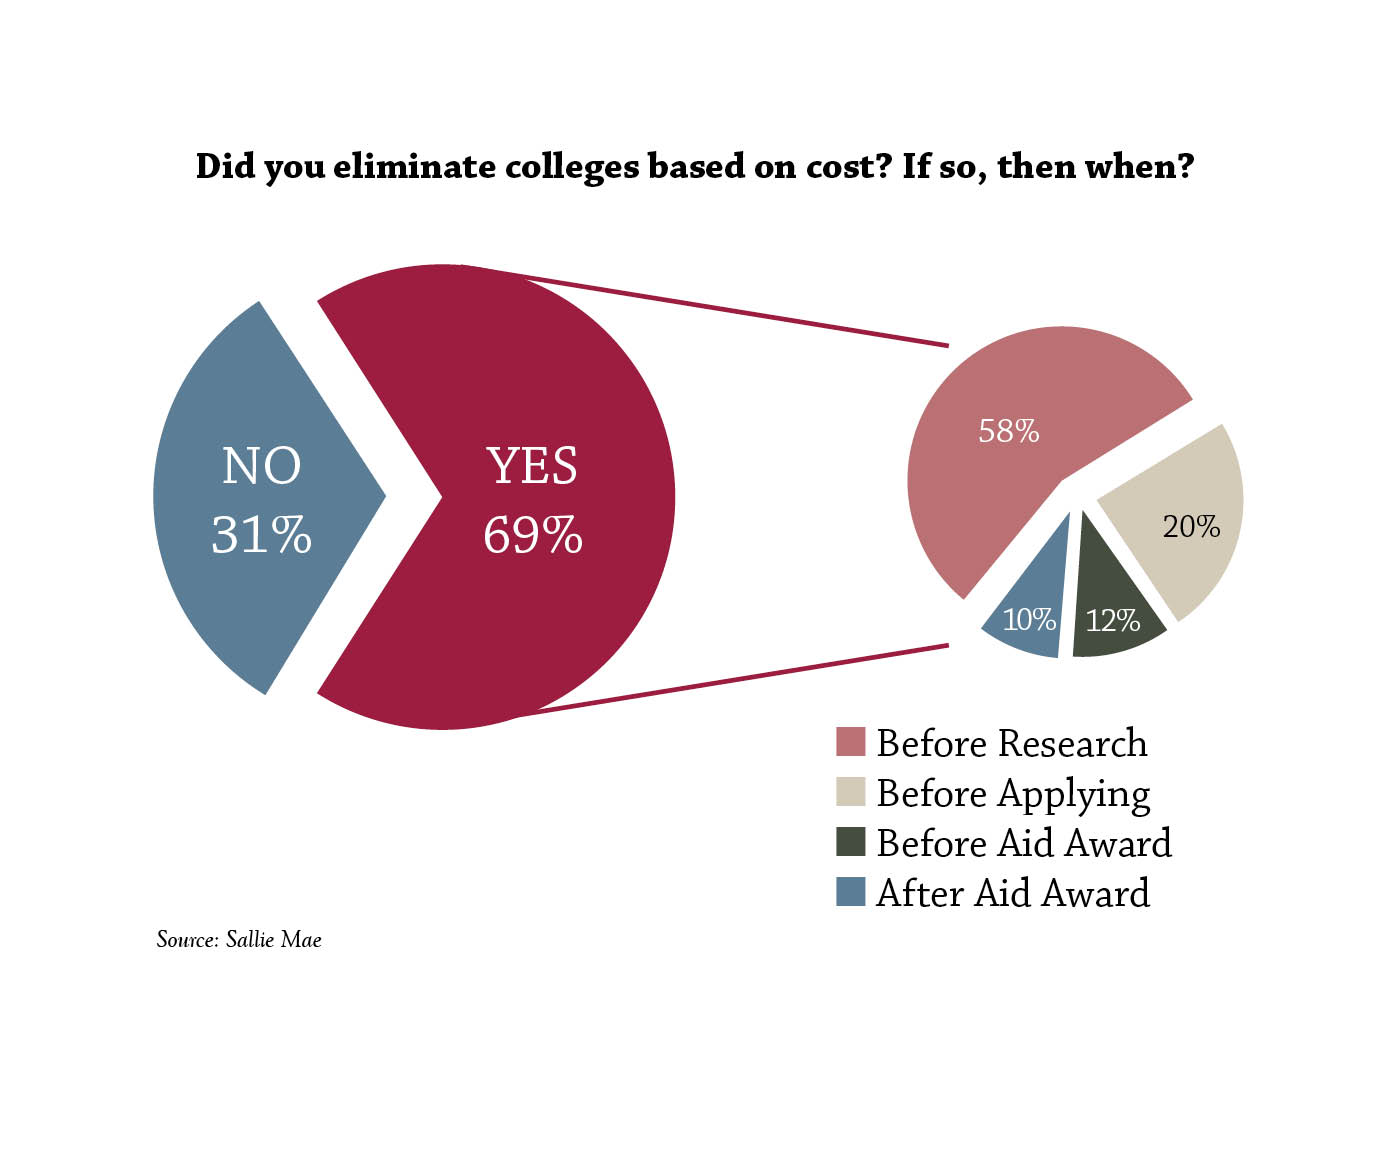 Did you eliminate colleges based on cost? If so, then when?
NO
31%
YES
69%
58%
20%
10%
12%
Before Research
Before Applying
Before Aid Award
After Aid Award
Source: Sallie Mae